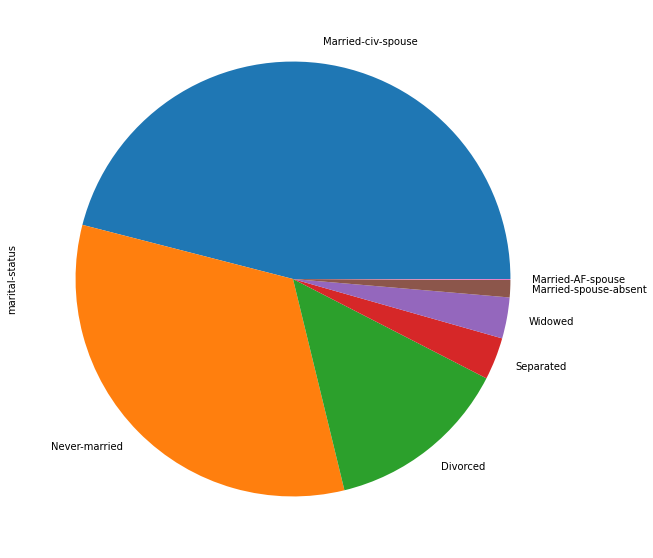 Married-civ-spouse
Married-AF-spouse
Married-spouse-absent
marital-status
Widowed
Separated
Never-married
Divorced